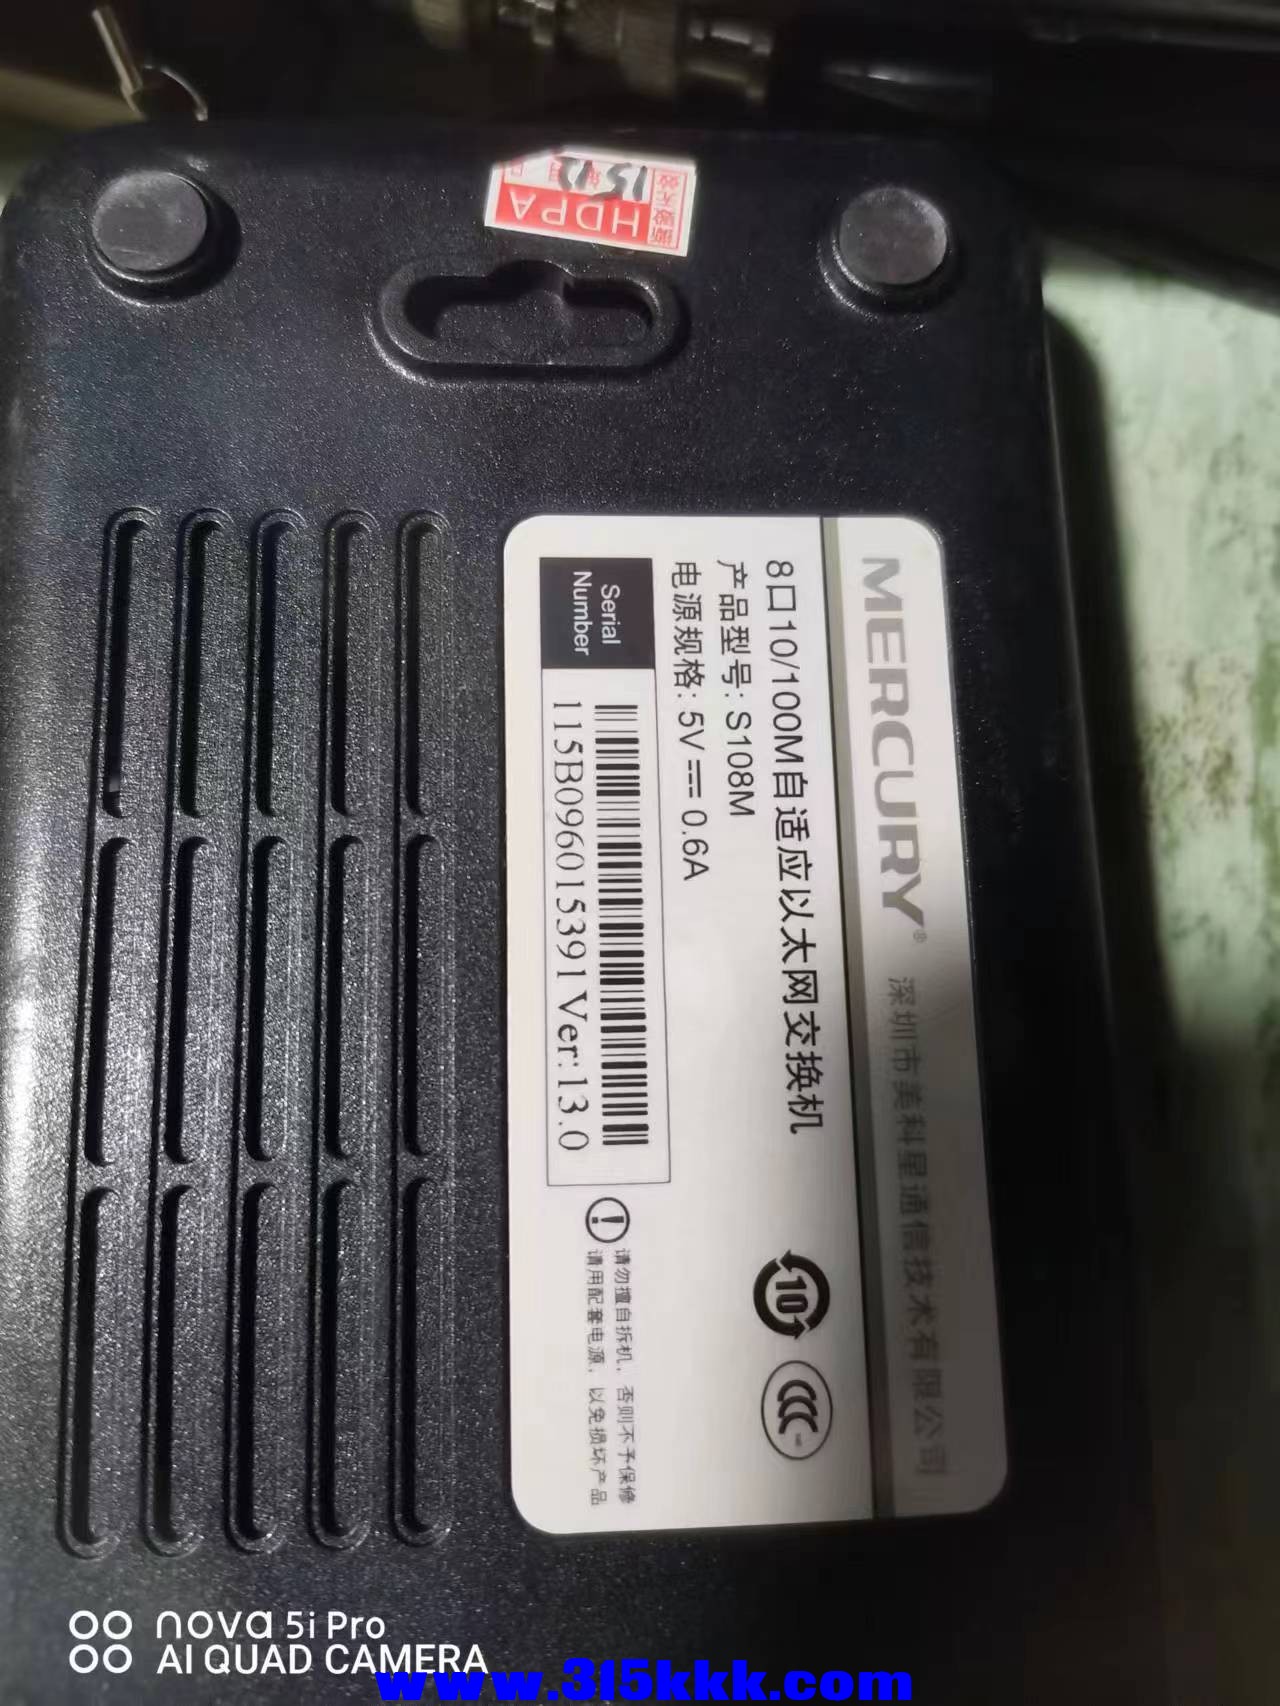 HDPA
MERCURY® 深圳市美科星通信技术有限公司
8口10/100M自适应以太网交换机
产品型号: S108M
电源规格: 5V⎓0.6A
10
CCC
Serial
Number
115B096015391 Ver:13.0
请勿擅自拆机，否则不予保修
请用配套电源，以免损坏产品
nova 5i Pro
AI QUAD CAMERA
www.315kkk.com